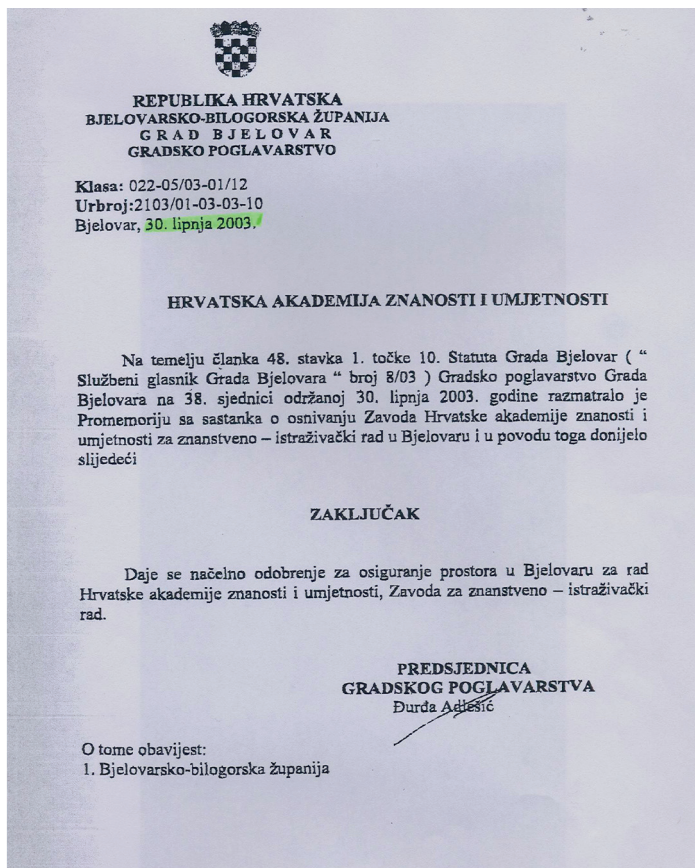 REPUBLIKA HRVATSKA
BJELOVARSKO-BILOGORSKA ŽUPANIJA
G R A D  B J E L O V A R
GRADSKO POGLAVARSTVO
Klasa: 022-05/03-01/12
Urbroj:2103/01-03-03-10
Bjelovar, 30. lipnja 2003.
HRVATSKA AKADEMIJA ZNANOSTI I UMJETNOSTI
Na temelju članka 48. stavka 1. točke 10. Statuta Grada Bjelovar ( “
Službeni glasnik Grada Bjelovara “ broj 8/03 ) Gradsko poglavarstvo Grada
Bjelovara na 38. sjednici održanoj 30. lipnja 2003. godine razmatralo je
Promemoriju sa sastanka o osnivanju Zavoda Hrvatske akademije znanosti i
umjetnosti za znanstveno – istraživački rad u Bjelovaru i u povodu toga donijelo
slijedeći
ZAKLJUČAK
Daje se načelno odobrenje za osiguranje prostora u Bjelovaru za rad
Hrvatske akademije znanosti i umjetnosti, Zavoda za znanstveno – istraživački
rad.
PREDSJEDNICA
GRADSKOG POGLAVARSTVA
Đurđa Adlešić
O tome obavijest:
1. Bjelovarsko-bilogorska županija